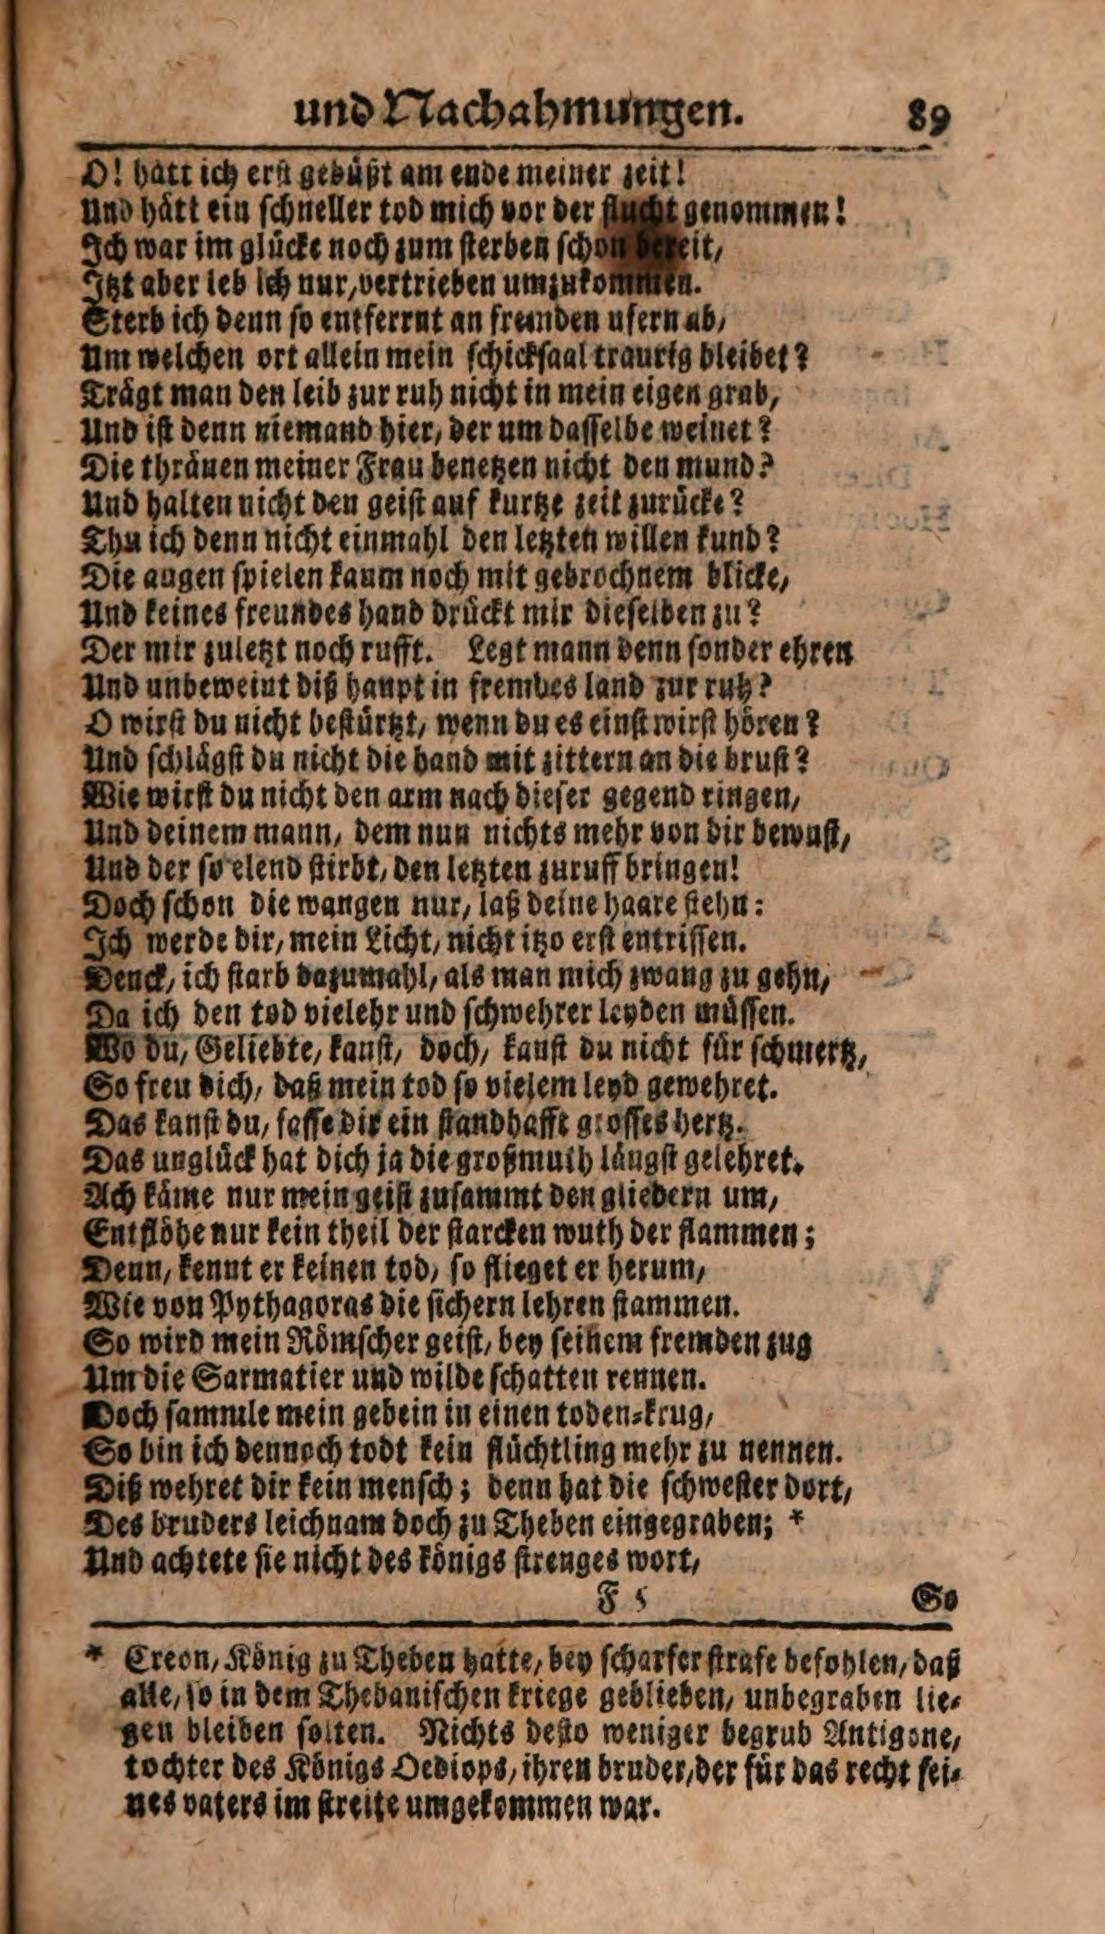 und Nachahmungen. 89
O! hätt ich erst gebüßt am ende meiner zeit!
Und hätt ein schneller tod mich vor der flucht genommen!
Ich war im glücke noch zum sterben schon bereit,
Itzt aber leb ich nur, vertrieben umzukommen.
Sterb ich denn so entfernt an fremden ufern ab,
Um welchen ort allein mein schicksaal traurig bleibet?
Trägt man den leib zur ruh nicht in mein eigen grab,
Und ist denn niemand hier, der um dasselbe weinet?
Die thränen meiner Frau benetzen nicht den mund?
Und halten nicht den geist auf kurtze zeit zurücke?
Thu ich denn nicht einmahl den letzten willen kund?
Die augen spielen kaum noch mit gebrochnem blicke,
Und keines freundes hand drückt mir dieselben zu?
Der mir zuletzt noch rufft. Legt mann denn sonder ehren
Und unbeweint diß haupt in frembes land zur ruh?
O wirst du nicht bestürtzt, wenn du es einst wirst hören?
Und schlägst du nicht die hand mit zittern an die brust?
Wie wirst du nicht den arm nach dieser gegend ringen,
Und deinem mann, dem nun nichts mehr von dir bewust,
Und der so elend stirbt, den letzten zuruff bringen!
Doch schon die wangen nur, laß deine haare stehn:
Ich werde dir, mein Licht, nicht itzo erst entrissen.
Denck, ich starb dazumahl, als man mich zwang zu gehn,
Da ich den tod vielehr und schwehrer leyden müssen.
Wo du, Geliebte, kanst, doch, kanst du nicht für schmertz,
So freu dich, daß mein tod so vielem leyd gewehret.
Das kanst du, fasse dir ein standhafft grosses hertz.
Das unglück hat dich ja die großmuth längst gelehret.
Ach käme nur mein geist zusammt den gliedern um,
Entflöhe nur kein theil der starcken wuth der flammen;
Denn, kennt er keinen tod, so flieget er herum,
Wie von Pythagoras die sichern lehren stammen.
So wird mein Römscher geist, bey seinem fremden zug
Um die Sarmatier und wilde schatten rennen.
Doch sammle mein gebein in einen toden-krug,
So bin ich dennoch todt kein flüchtling mehr zu nennen.
Diß wehret dir kein mensch; denn hat die schwester dort,
Des bruders leichnam doch zu Theben eingegraben; *
Und achtete sie nicht des königs strenges wort,
F 5 So
* Creon, König zu Theben hatte, bey scharfer strafe befohlen, daß
alle, so in dem Thebanischen kriege geblieben, unbegraben lie-
gen bleiben solten. Nichts desto weniger begrub Antigone,
tochter des Königs Oediops, ihren bruder, der für das recht sei-
nes vaters im streite umgekommen war.